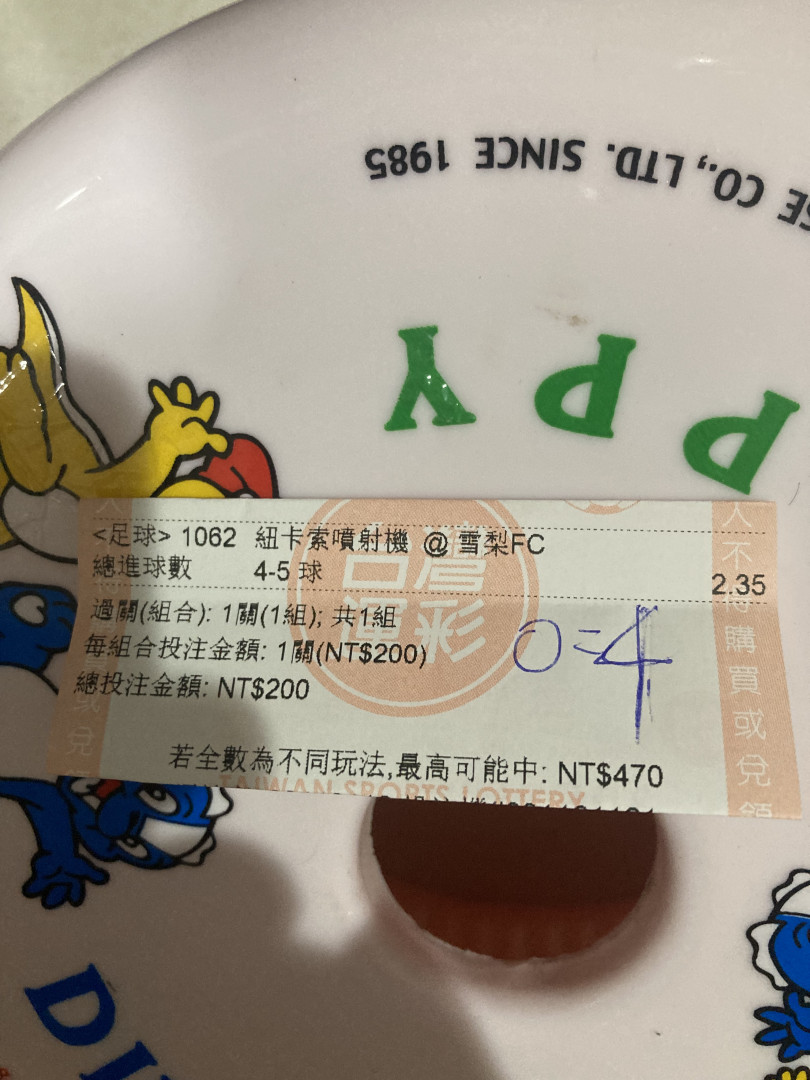 SE CO., LTD. SINCE 1985
PPY
<足球> 1062 紐卡索噴射機 @ 雪梨FC
總進球數 4-5 球 2.35
過關(組合): 1關(1組); 共1組
每組合投注金額: 1關(NT$200)
總投注金額: NT$200
0=4
若全數為不同玩法,最高可能中: NT$470
台灣
運彩
TAIWAN SPORTS LOTTERY
人不得購買或兌領
或兌
DI